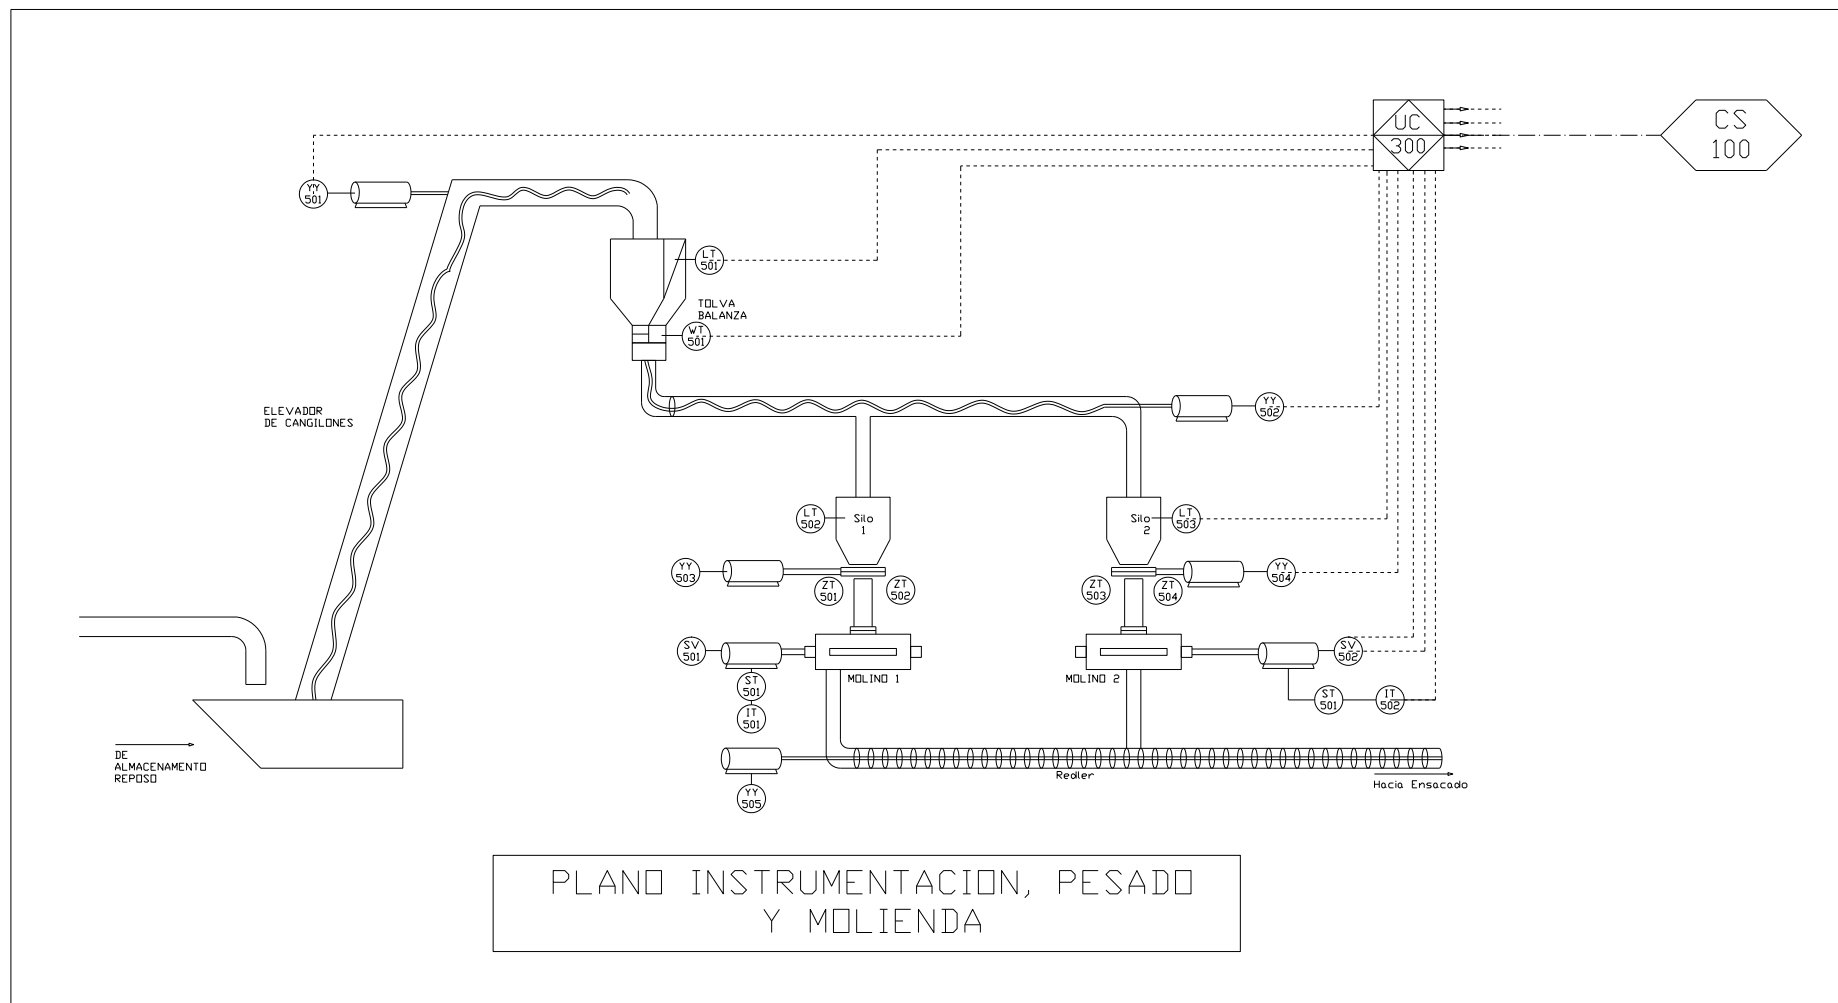 UC
300
CS
100
YY
501
LT
501
TOLVA
BALANZA
WT
501
ELEVADOR
DE CANGILONES
YY
502
LT
502
Silo
1
Silo
2
LT
503
YY
503
ZT
501
ZT
502
ZT
503
ZT
504
YY
504
SV
501
SV
502
MOLINO 1
MOLINO 2
ST
501
IT
501
ST
501
IT
502
DE
ALMACENAMENTO
REPOSO
YY
505
Redler
Hacia Ensacado
PLANO INSTRUMENTACION, PESADO
Y MOLIENDA